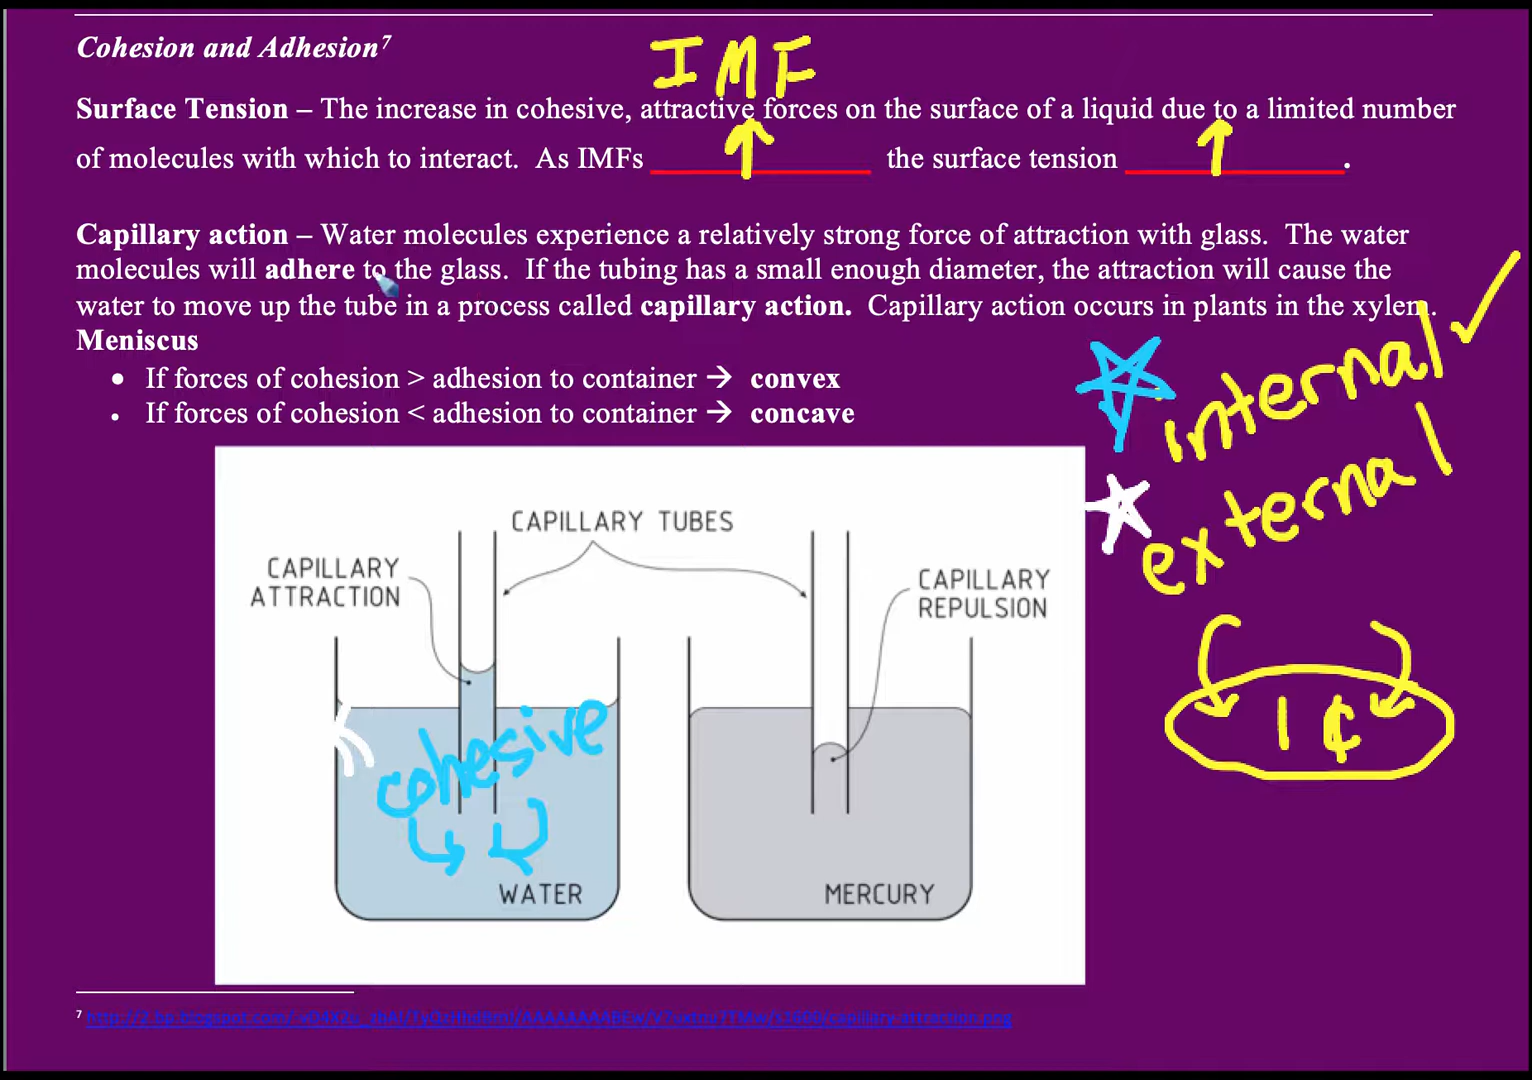 Cohesion and Adhesion⁷
IMF
Surface Tension – The increase in cohesive, attractive forces on the surface of a liquid due to a limited number
of molecules with which to interact. As IMFs ↑ the surface tension ↑ .
Capillary action – Water molecules experience a relatively strong force of attraction with glass. The water
molecules will adhere to the glass. If the tubing has a small enough diameter, the attraction will cause the
water to move up the tube in a process called capillary action. Capillary action occurs in plants in the xylem.
Meniscus
• If forces of cohesion > adhesion to container → convex
• If forces of cohesion < adhesion to container → concave
internal ✓
external
1 ¢
CAPILLARY TUBES
CAPILLARY
ATTRACTION
CAPILLARY
REPULSION
cohesive
WATER
MERCURY
7